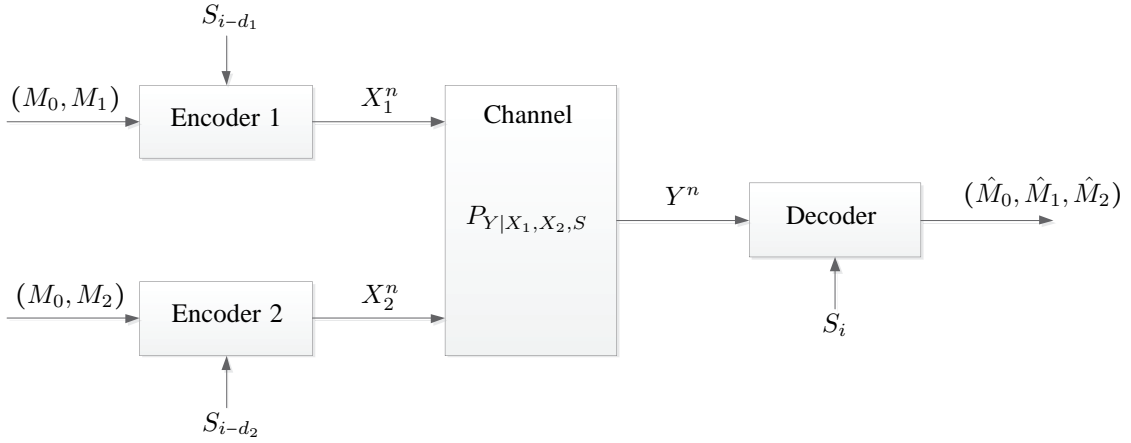 S_{i-d_1}
(M_0, M_1)
Encoder 1
X_1^n
Channel
P_{Y|X_1,X_2,S}
Y^n
Decoder
(\hat{M}_0, \hat{M}_1, \hat{M}_2)
S_i
(M_0, M_2)
Encoder 2
X_2^n
S_{i-d_2}